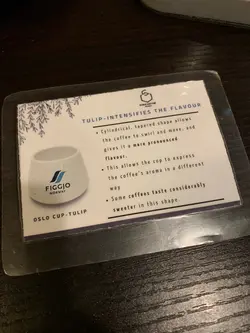 TULIP-INTENSIFIES THE FLAVOUR
• Cylindrical, tapered shape allows
the coffee to swirl and move, and
gives it a more pronounced
flavour.
• This allows the cup to express
the coffee's aroma in a different
way
• Some coffees taste considerably
sweeter in this shape
FIGGJO
NORWAY
OSLO CUP-TULIP